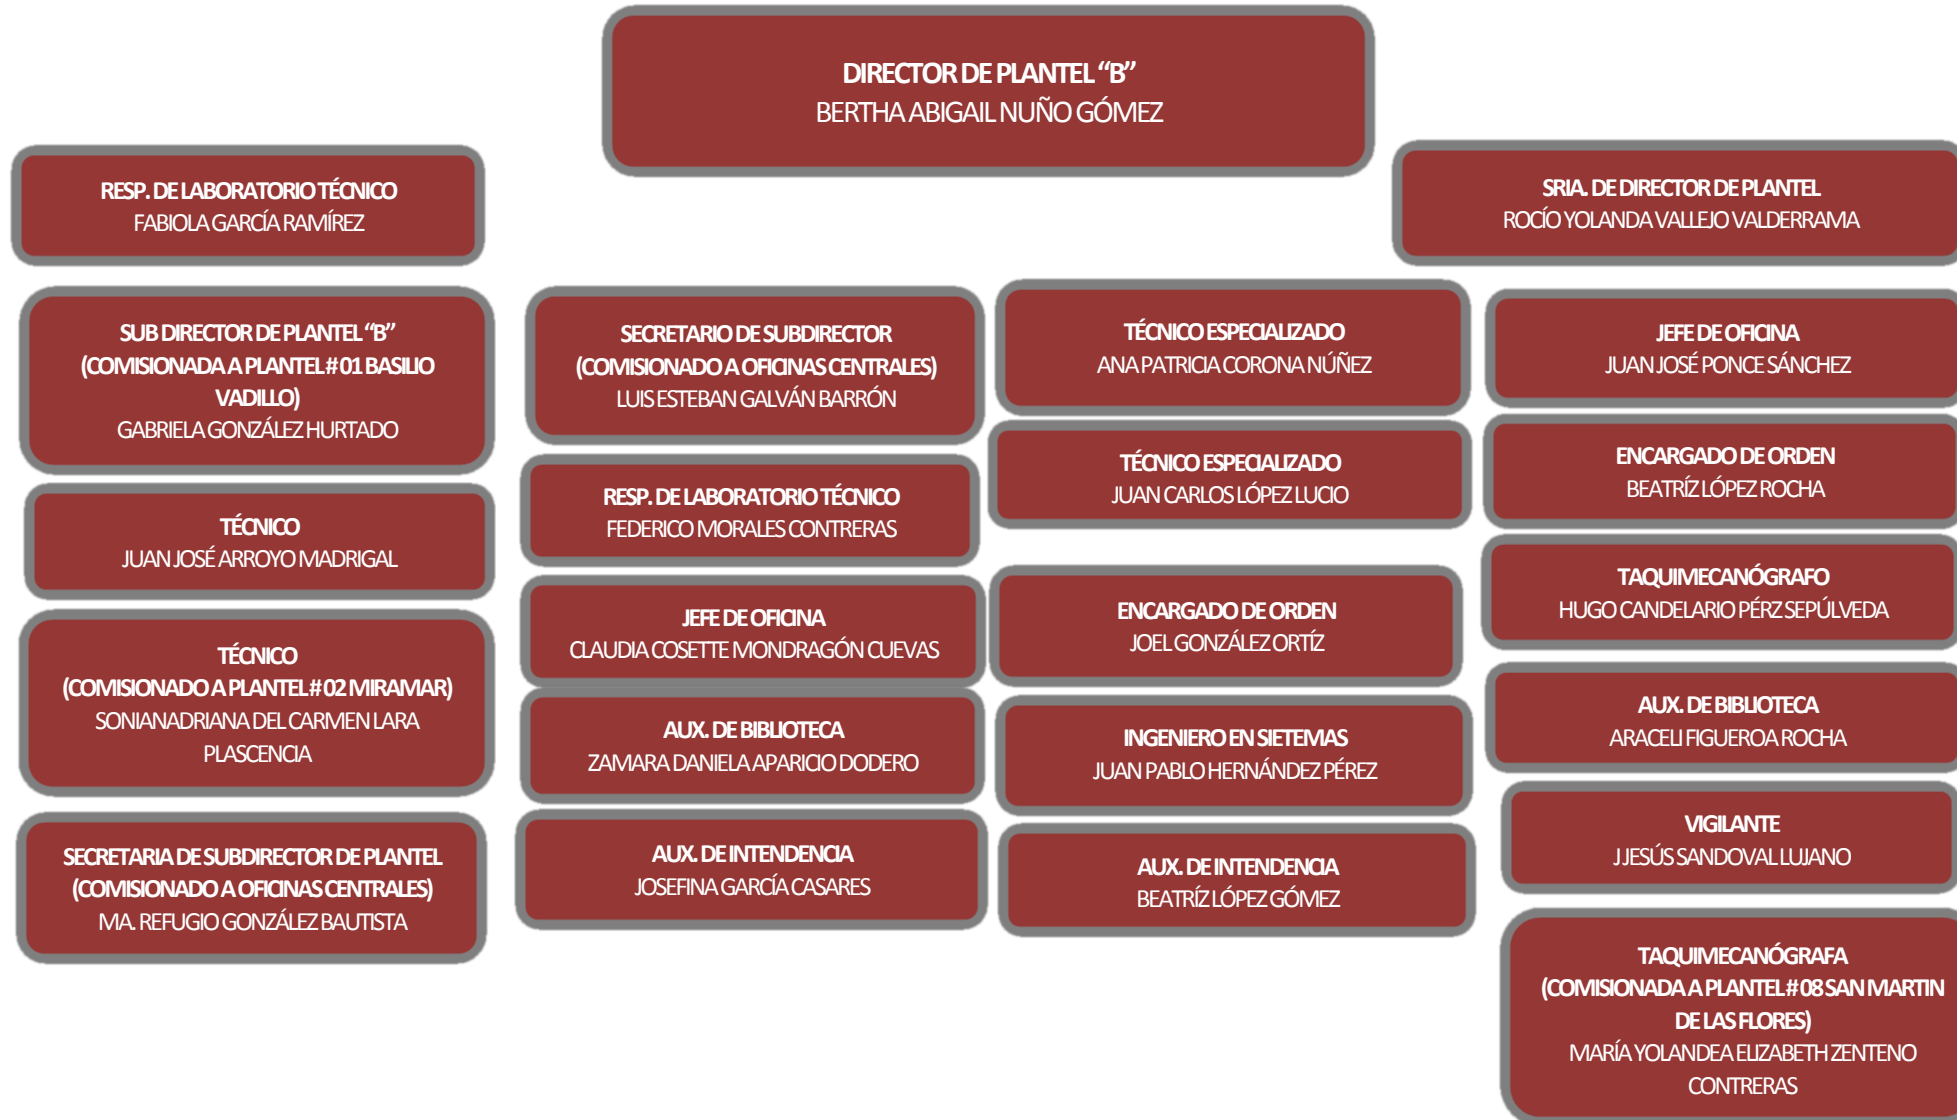 DIRECTOR DE PLANTEL “B”
BERTHA ABIGAIL NUÑO GÓMEZ
RESP. DE LABORATORIO TÉCNICO
FABIOLA GARCÍA RAMÍREZ
SRIA. DE DIRECTOR DE PLANTEL
ROCÍO YOLANDA VALLEJO VALDERRAMA
SUB DIRECTOR DE PLANTEL “B”
(COMISIONADA A PLANTEL # 01 BASILIO
VADILLO)
GABRIELA GONZÁLEZ HURTADO
TÉCNICO
JUAN JOSÉ ARROYO MADRIGAL
TÉCNICO
(COMISIONADO A PLANTEL # 02 MIRAMAR)
SONIANADRIANA DEL CARMEN LARA
PLASCENCIA
SECRETARIA DE SUBDIRECTOR DE PLANTEL
(COMISIONADO A OFICINAS CENTRALES)
MA. REFUGIO GONZÁLEZ BAUTISTA
SECRETARIO DE SUBDIRECTOR
(COMISIONADO A OFICINAS CENTRALES)
LUIS ESTEBAN GALVÁN BARRÓN
RESP. DE LABORATORIO TÉCNICO
FEDERICO MORALES CONTRERAS
JEFE DE OFICINA
CLAUDIA COSETTE MONDRAGÓN CUEVAS
AUX. DE BIBLIOTECA
ZAMARA DANIELA APARICIO DODERO
AUX. DE INTENDENCIA
JOSEFINA GARCÍA CASARES
TÉCNICO ESPECIALIZADO
ANA PATRICIA CORONA NÚÑEZ
TÉCNICO ESPECIALIZADO
JUAN CARLOS LÓPEZ LUCIO
ENCARGADO DE ORDEN
JOEL GONZÁLEZ ORTÍZ
INGENIERO EN SIETEMAS
JUAN PABLO HERNÁNDEZ PÉREZ
AUX. DE INTENDENCIA
BEATRÍZ LÓPEZ GÓMEZ
JEFE DE OFICINA
JUAN JOSÉ PONCE SÁNCHEZ
ENCARGADO DE ORDEN
BEATRÍZ LÓPEZ ROCHA
TAQUIMECANÓGRAFO
HUGO CANDELARIO PÉRZ SEPÚLVEDA
AUX. DE BIBLIOTECA
ARACELI FIGUEROA ROCHA
VIGILANTE
J JESÚS SANDOVAL LUJANO
TAQUIMECANÓGRAFA
(COMISIONADA A PLANTEL # 08 SAN MARTIN
DE LAS FLORES)
MARÍA YOLANDEA ELIZABETH ZENTENO
CONTRERAS